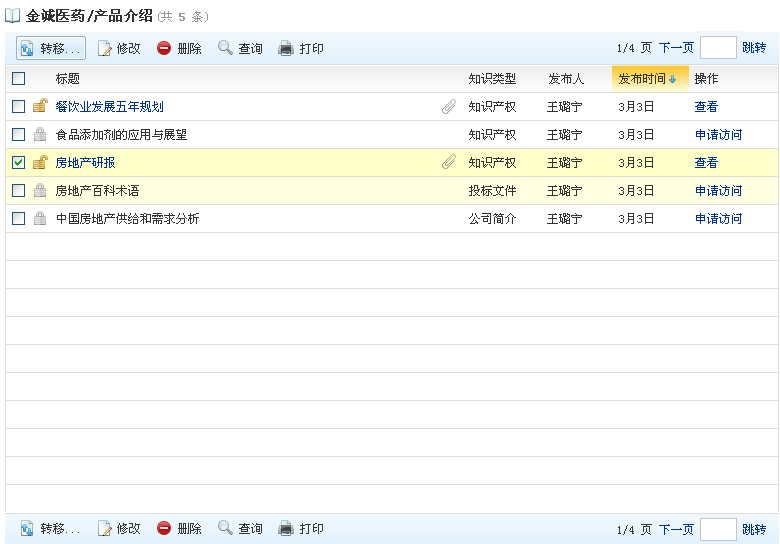 金诚医药/产品介绍(共 5 条)
转移... 修改 删除 查询 打印 1/4 页 下一页 跳转
标题 知识类型 发布人 发布时间 操作
餐饮业发展五年规划 知识产权 王璐宁 3月3日 查看
食品添加剂的应用与展望 知识产权 王璐宁 3月3日 申请访问
房地产研报 知识产权 王璐宁 3月3日 查看
房地产百科术语 投标文件 王璐宁 3月3日 申请访问
中国房地产供给和需求分析 公司简介 王璐宁 3月3日 申请访问
转移... 修改 删除 查询 打印 1/4 页 下一页 跳转